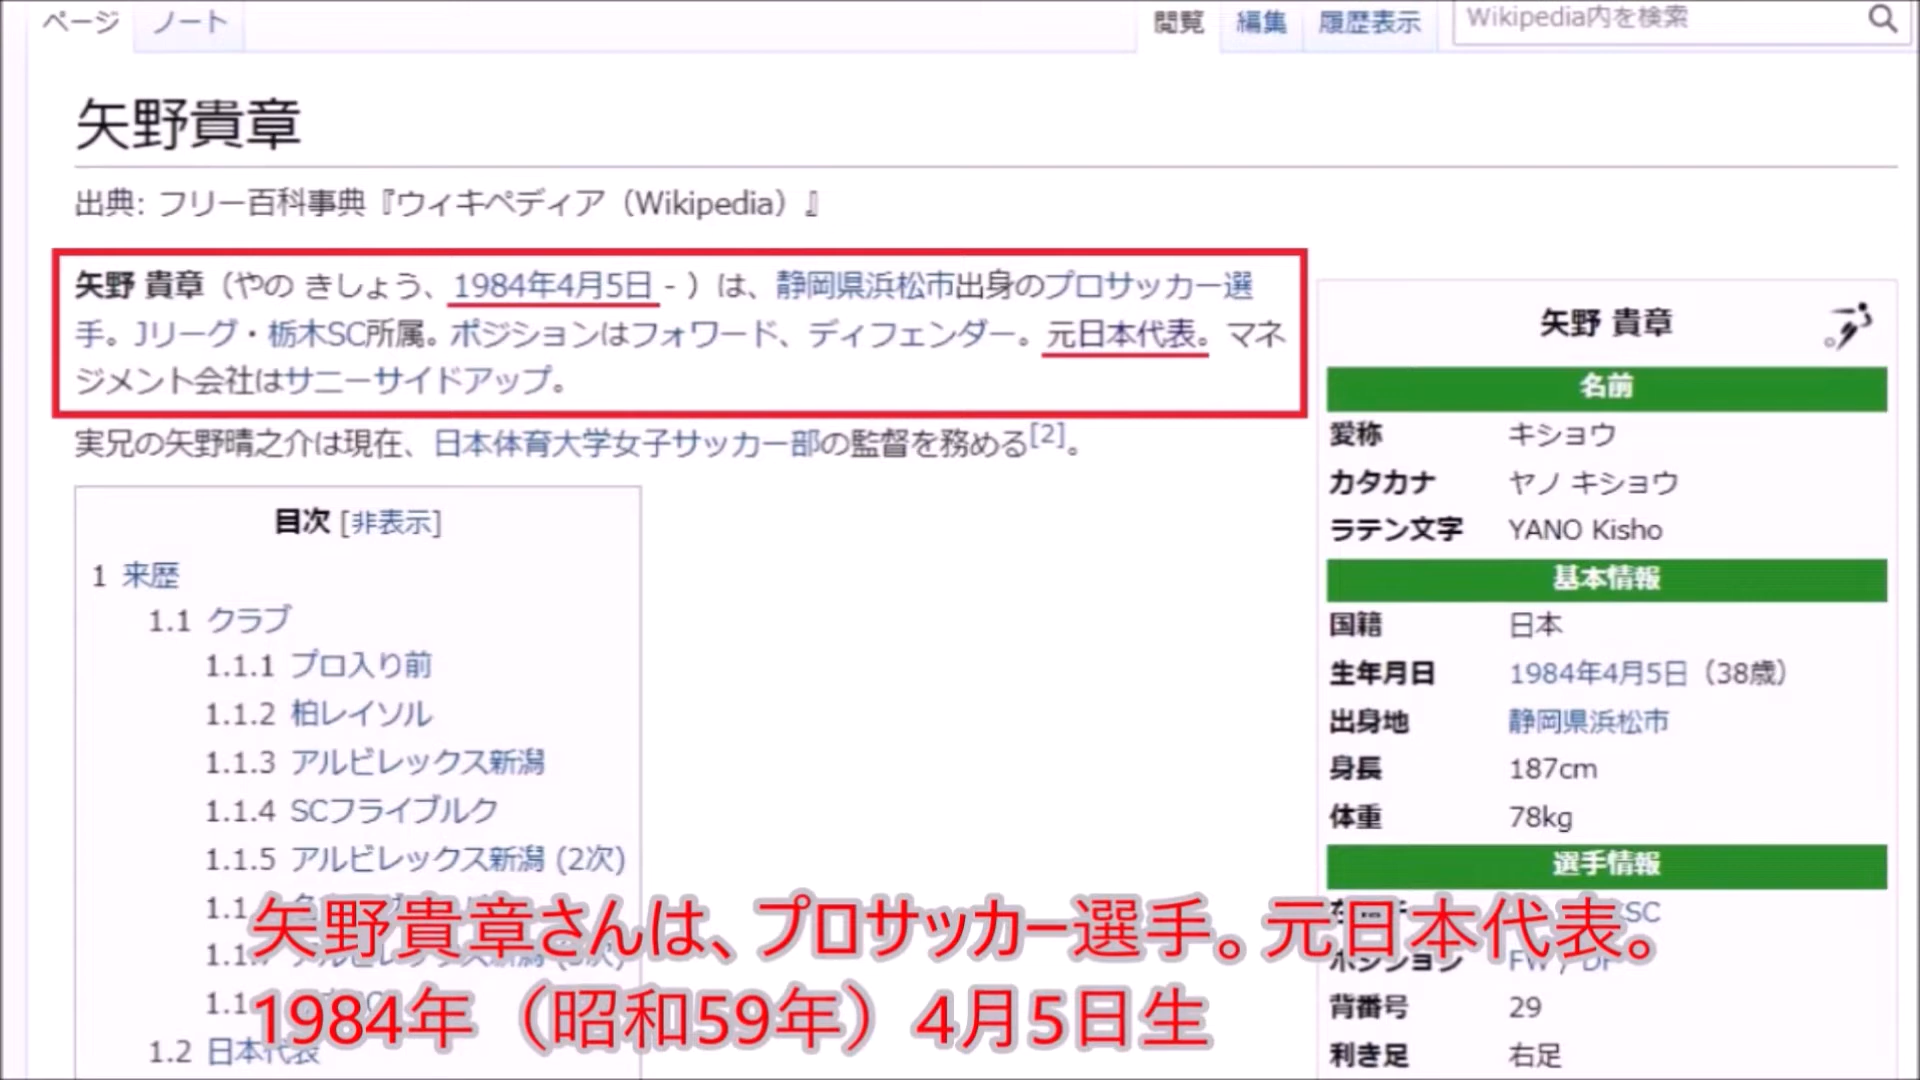 ページ ノート 閲覧 編集 履歴表示 Wikipedia内を検索
矢野貴章
出典: フリー百科事典『ウィキペディア（Wikipedia）』
矢野 貴章（やの きしょう、1984年4月5日 - ）は、静岡県浜松市出身のプロサッカー選
手。Jリーグ・栃木SC所属。ポジションはフォワード、ディフェンダー。元日本代表。マネ
ジメント会社はサニーサイドアップ。
実兄の矢野晴之介は現在、日本体育大学女子サッカー部の監督を務める[2]。
目次 [非表示]
1 来歴
1.1 クラブ
1.1.1 プロ入り前
1.1.2 柏レイソル
1.1.3 アルビレックス新潟
1.1.4 SCフライブルク
1.1.5 アルビレックス新潟 (2次)
1.2 日本代表
矢野 貴章
名前
愛称 キショウ
カタカナ ヤノ キショウ
ラテン文字 YANO Kisho
基本情報
国籍 日本
生年月日 1984年4月5日（38歳）
出身地 静岡県浜松市
身長 187cm
体重 78kg
選手情報
ポジション FW / DF
背番号 29
利き足 右足
矢野貴章さんは、プロサッカー選手。元日本代表。
1984年（昭和59年）4月5日生